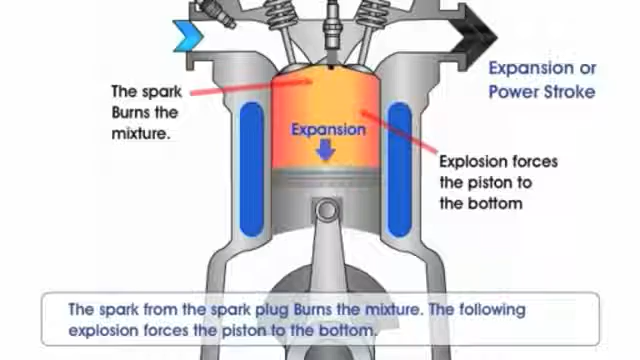 Expansion or
Power Stroke
The spark
Burns the
mixture.
Expansion
Explosion forces
the piston to
the bottom
The spark from the spark plug Burns the mixture. The following
explosion forces the piston to the bottom.